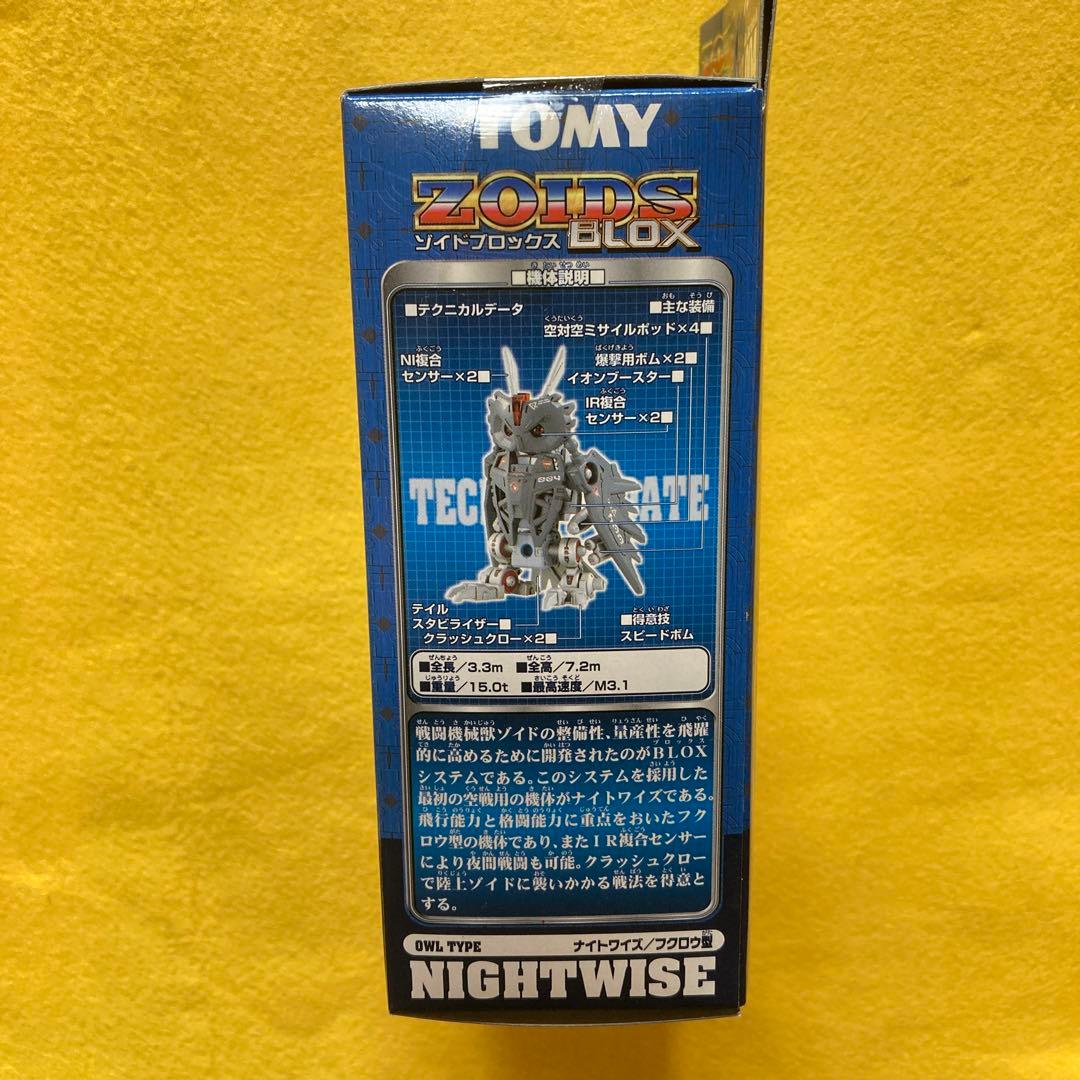 TOMY
ZOIDS
ゾイドブロックス BLOX
■機体説明■
■テクニカルデータ
■主な装備
空対空ミサイルポッド×4■
NI複合
センサー×2■
爆撃用ボム×2■
イオンブースター■
IR複合
センサー×2■
004
テイル
スタビライザー■
クラッシュクロー×2■
■得意技
スピードボム
■全長/3.3m ■全高/7.2m
■重量/15.0t ■最高速度/M3.1
戦闘機械獣ゾイドの整備性、量産性を飛躍
的に高めるために開発されたのがBLOX
システムである。このシステムを採用した
最初の空戦用の機体がナイトワイズである。
飛行能力と格闘能力に重点をおいたフク
ロウ型の機体であり、またIR複合センサー
により夜間戦闘も可能。クラッシュクロー
で陸上ゾイドに襲いかかる戦法を得意と
する。
OWL TYPE
ナイトワイズ/フクロウ型
NIGHTWISE